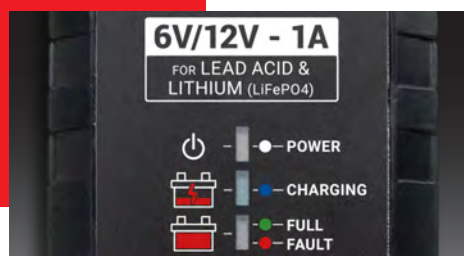 6V/12V - 1A
FOR LEAD ACID &
LITHIUM (LiFePO4)
POWER
CHARGING
FULL
FAULT